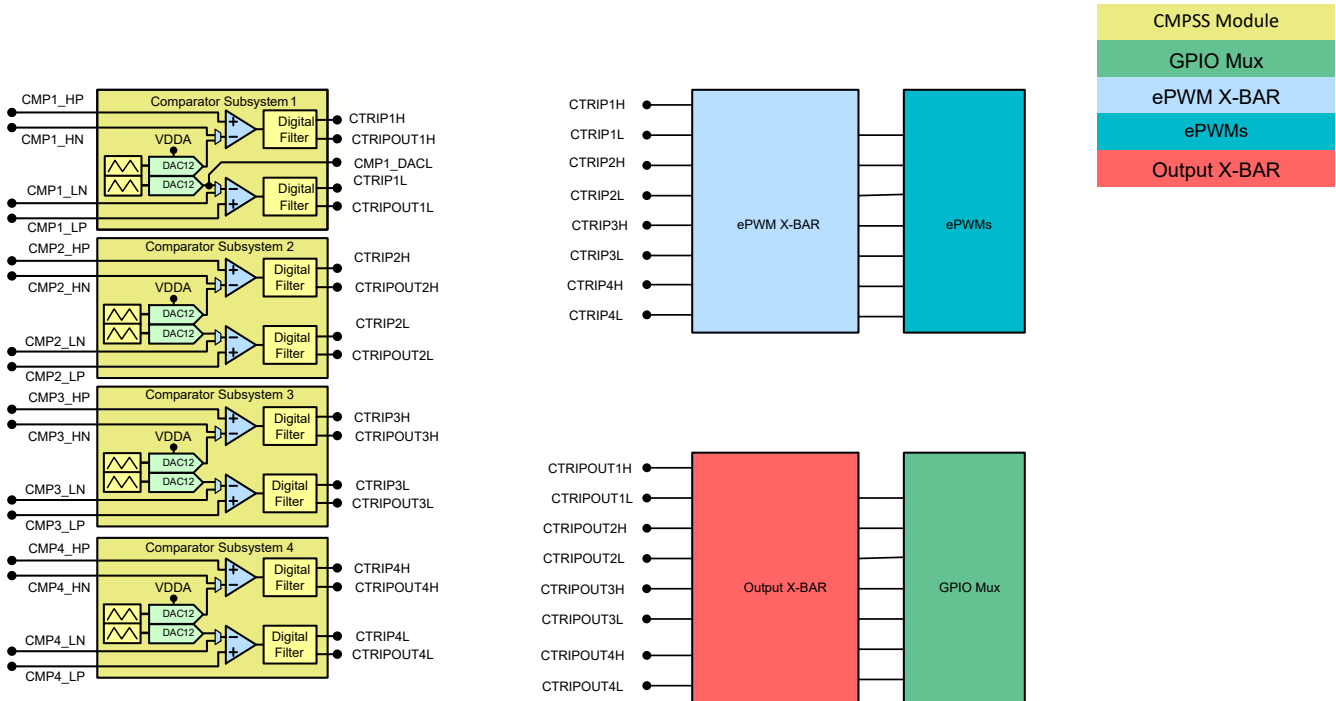 CMPSS Module
GPIO Mux
ePWM X-BAR
ePWMs
Output X-BAR
CMP1_HP
CMP1_HN
CMP1_LN
CMP1_LP
Comparator Subsystem 1
VDDA
DAC12
DAC12
Digital
Filter
Digital
Filter
CTRIP1H
CTRIPOUT1H
CMP1_DACL
CTRIP1L
CTRIPOUT1L
CMP2_HP
CMP2_HN
CMP2_LN
CMP2_LP
Comparator Subsystem 2
VDDA
DAC12
DAC12
Digital
Filter
Digital
Filter
CTRIP2H
CTRIPOUT2H
CTRIP2L
CTRIPOUT2L
CMP3_HP
CMP3_HN
CMP3_LN
CMP3_LP
Comparator Subsystem 3
VDDA
DAC12
DAC12
Digital
Filter
Digital
Filter
CTRIP3H
CTRIPOUT3H
CTRIP3L
CTRIPOUT3L
CMP4_HP
CMP4_HN
CMP4_LN
CMP4_LP
Comparator Subsystem 4
VDDA
DAC12
DAC12
Digital
Filter
Digital
Filter
CTRIP4H
CTRIPOUT4H
CTRIP4L
CTRIPOUT4L
CTRIP1H
CTRIP1L
CTRIP2H
CTRIP2L
CTRIP3H
CTRIP3L
CTRIP4H
CTRIP4L
ePWM X-BAR
ePWMs
CTRIPOUT1H
CTRIPOUT1L
CTRIPOUT2H
CTRIPOUT2L
CTRIPOUT3H
CTRIPOUT3L
CTRIPOUT4H
CTRIPOUT4L
Output X-BAR
GPIO Mux